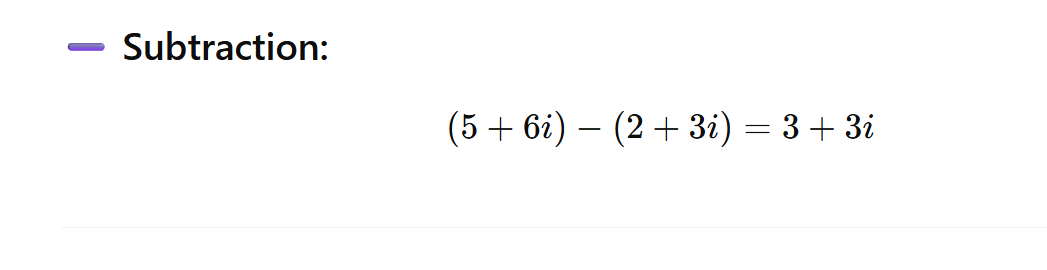 ➖ Subtraction:
(5 + 6i) − (2 + 3i) = 3 + 3i